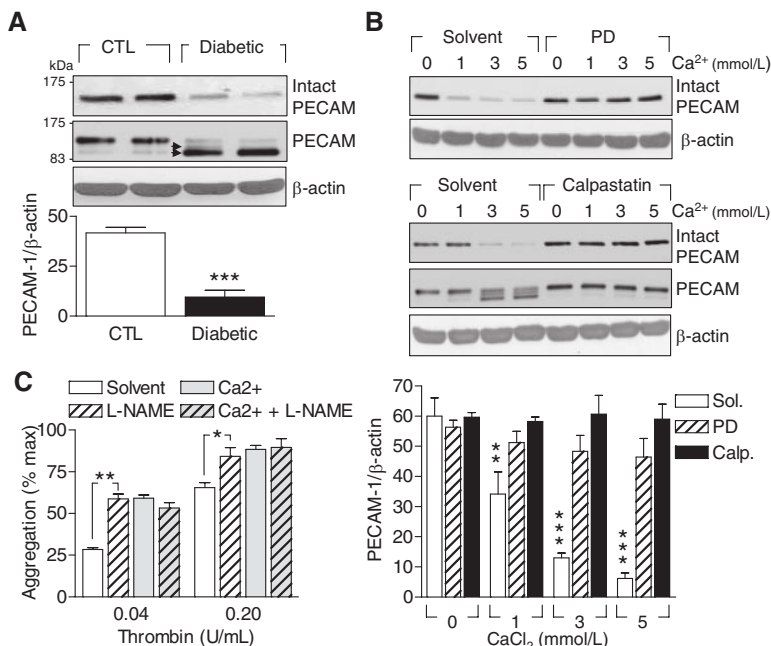 A
CTL Diabetic
kDa
175
Intact
PECAM
175
PECAM
83
β-actin
PECAM-1/β-actin
50
25
0
***
CTL Diabetic
B
Solvent PD
0 1 3 5 0 1 3 5 Ca²⁺ (mmol/L)
Intact
PECAM
β-actin
Solvent Calpastatin
0 1 3 5 0 1 3 5 Ca²⁺ (mmol/L)
Intact
PECAM
PECAM
β-actin
C
Solvent Ca2+
L-NAME Ca2+ + L-NAME
Aggregation (% max)
100
75
50
25
0
**
*
0.04 0.20
Thrombin (U/mL)
PECAM-1/β-actin
70
60
50
40
30
20
10
0
**
***
***
Sol.
PD
Calp.
0 1 3 5
CaCl₂ (mmol/L)